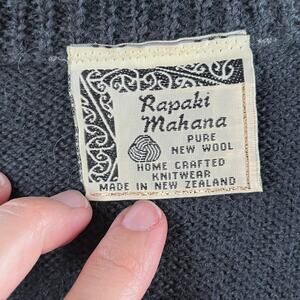 Rapaki
Mahana
PURE
NEW WOOL
HOME CRAFTED
KNITWEAR
MADE IN NEW ZEALAND